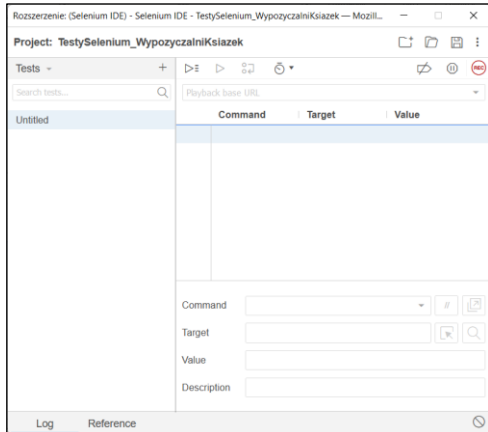 Rozszerzenie: (Selenium IDE) - Selenium IDE - TestySelenium_WypozyczalniKsiazek — Mozill...
Project: TestySelenium_WypozyczalniKsiazek
Tests
Search tests...
Untitled
REC
Playback base URL
Command Target Value
Command
//
Target
Value
Description
Log Reference